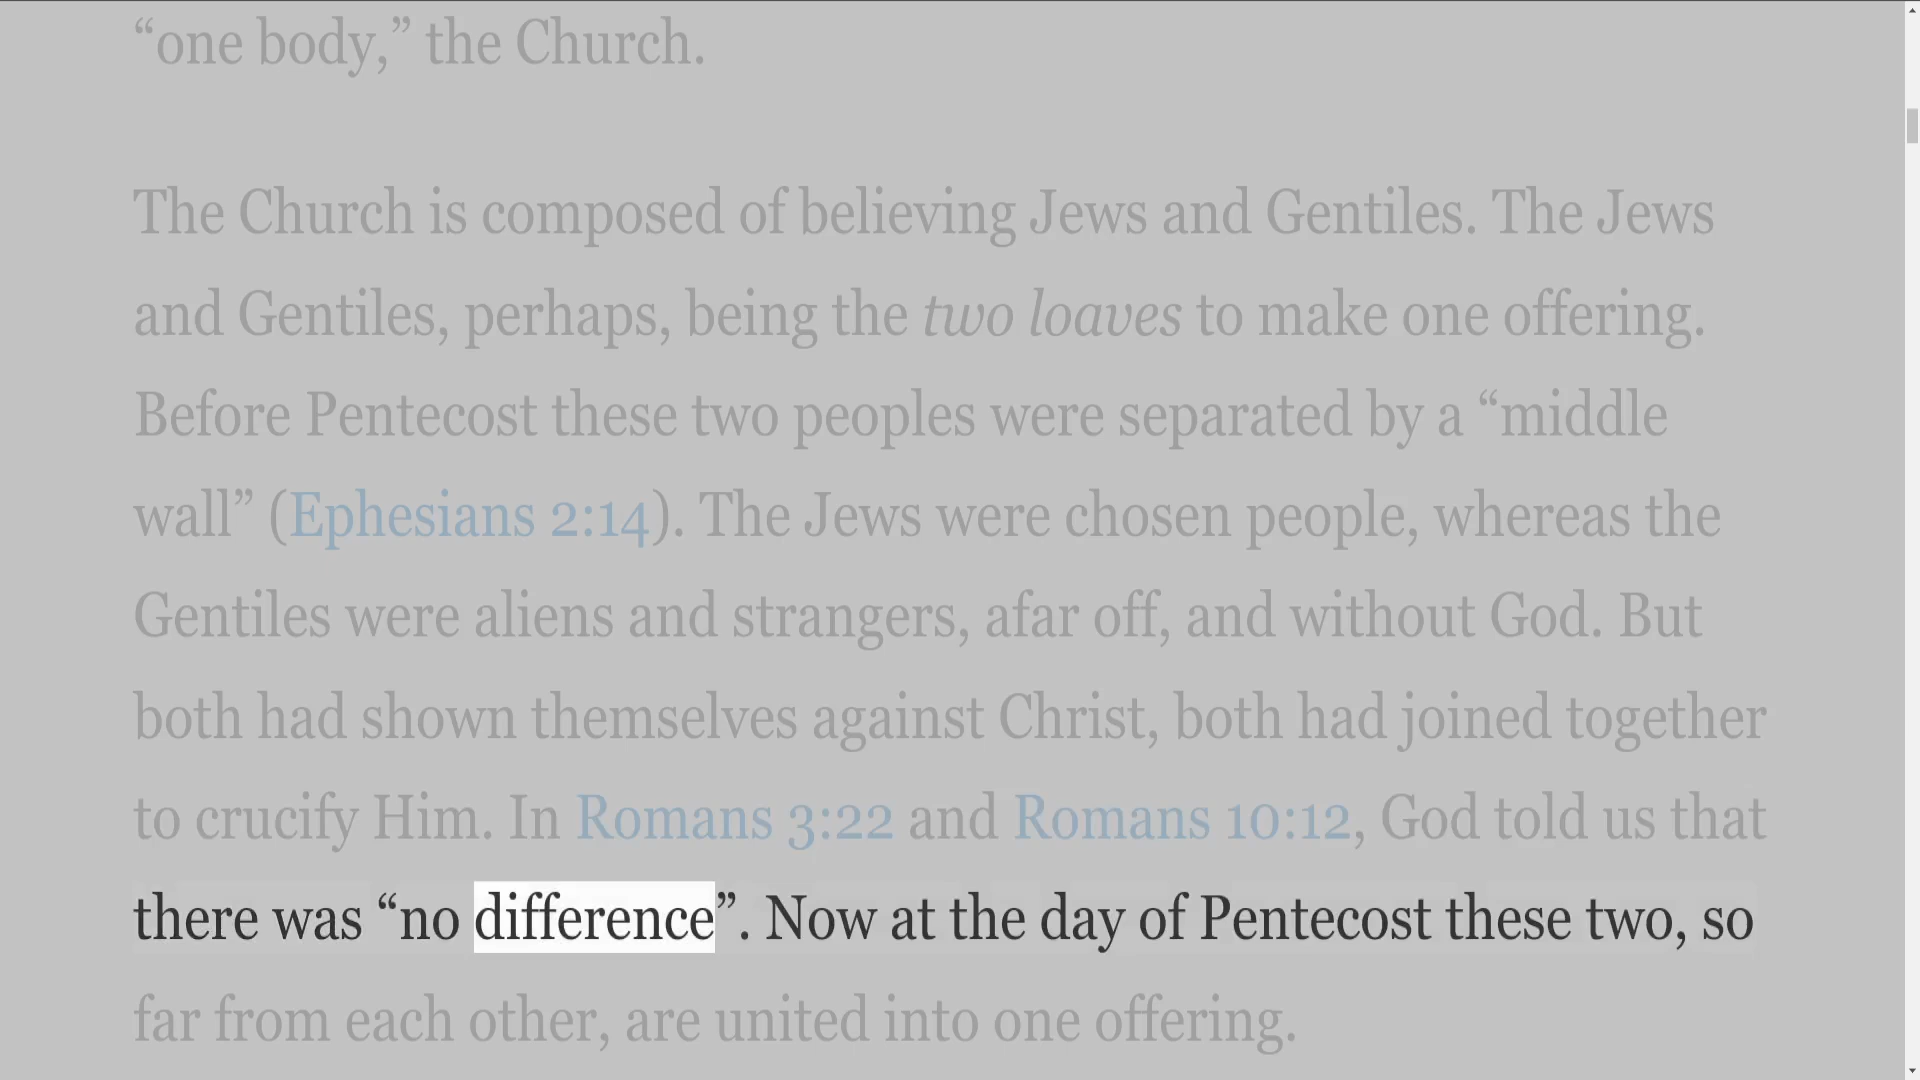 “one body,” the Church.
The Church is composed of believing Jews and Gentiles. The Jews
and Gentiles, perhaps, being the two loaves to make one offering.
Before Pentecost these two peoples were separated by a “middle
wall” (Ephesians 2:14). The Jews were chosen people, whereas the
Gentiles were aliens and strangers, afar off, and without God. But
both had shown themselves against Christ, both had joined together
to crucify Him. In Romans 3:22 and Romans 10:12, God told us that
there was “no difference”. Now at the day of Pentecost these two, so
far from each other, are united into one offering.